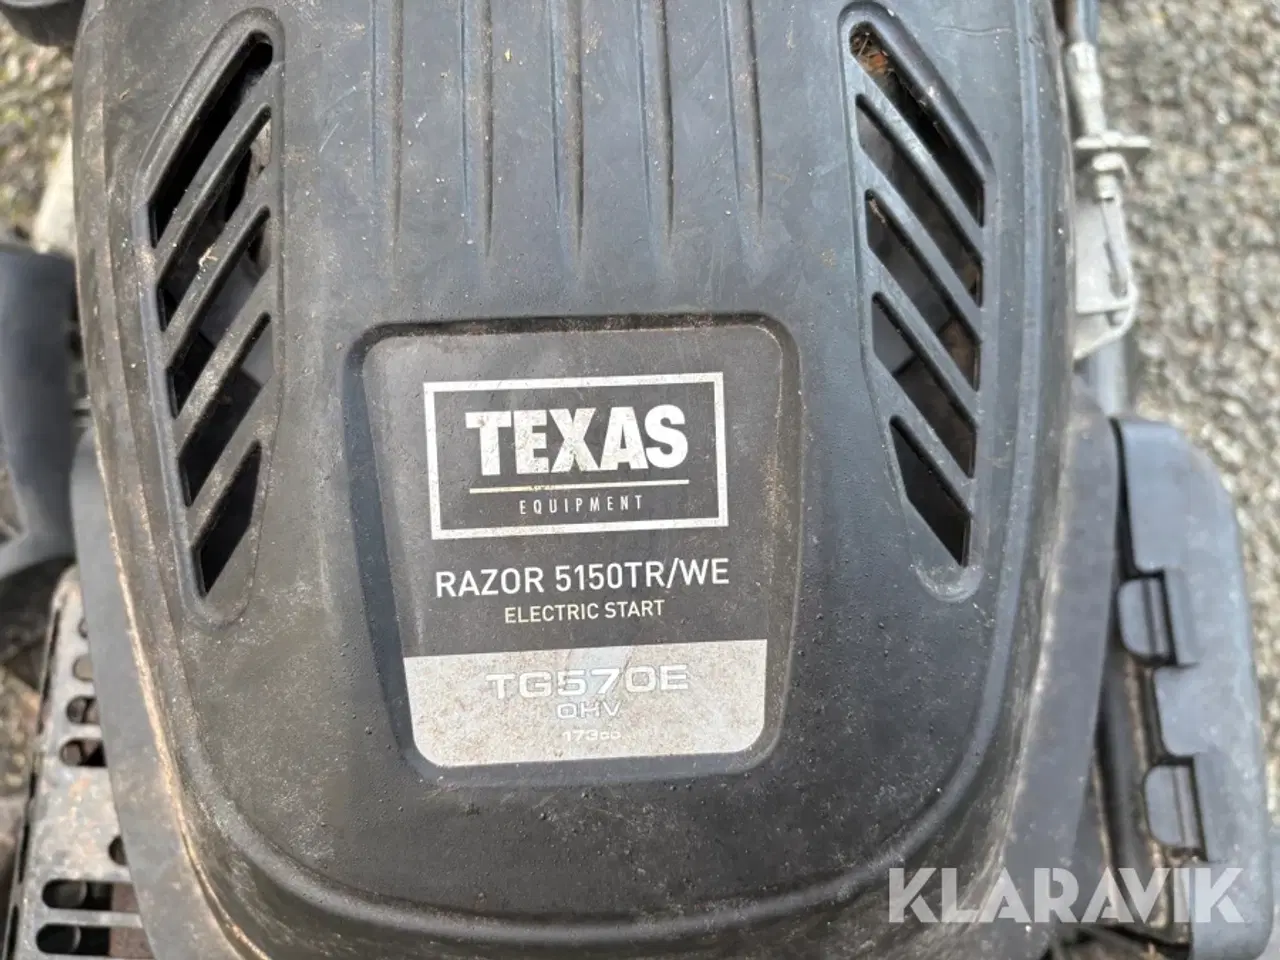 TEXAS
EQUIPMENT
RAZOR 5150TR/WE
ELECTRIC START
TG570E
OHV
173cc
KLARAVIK